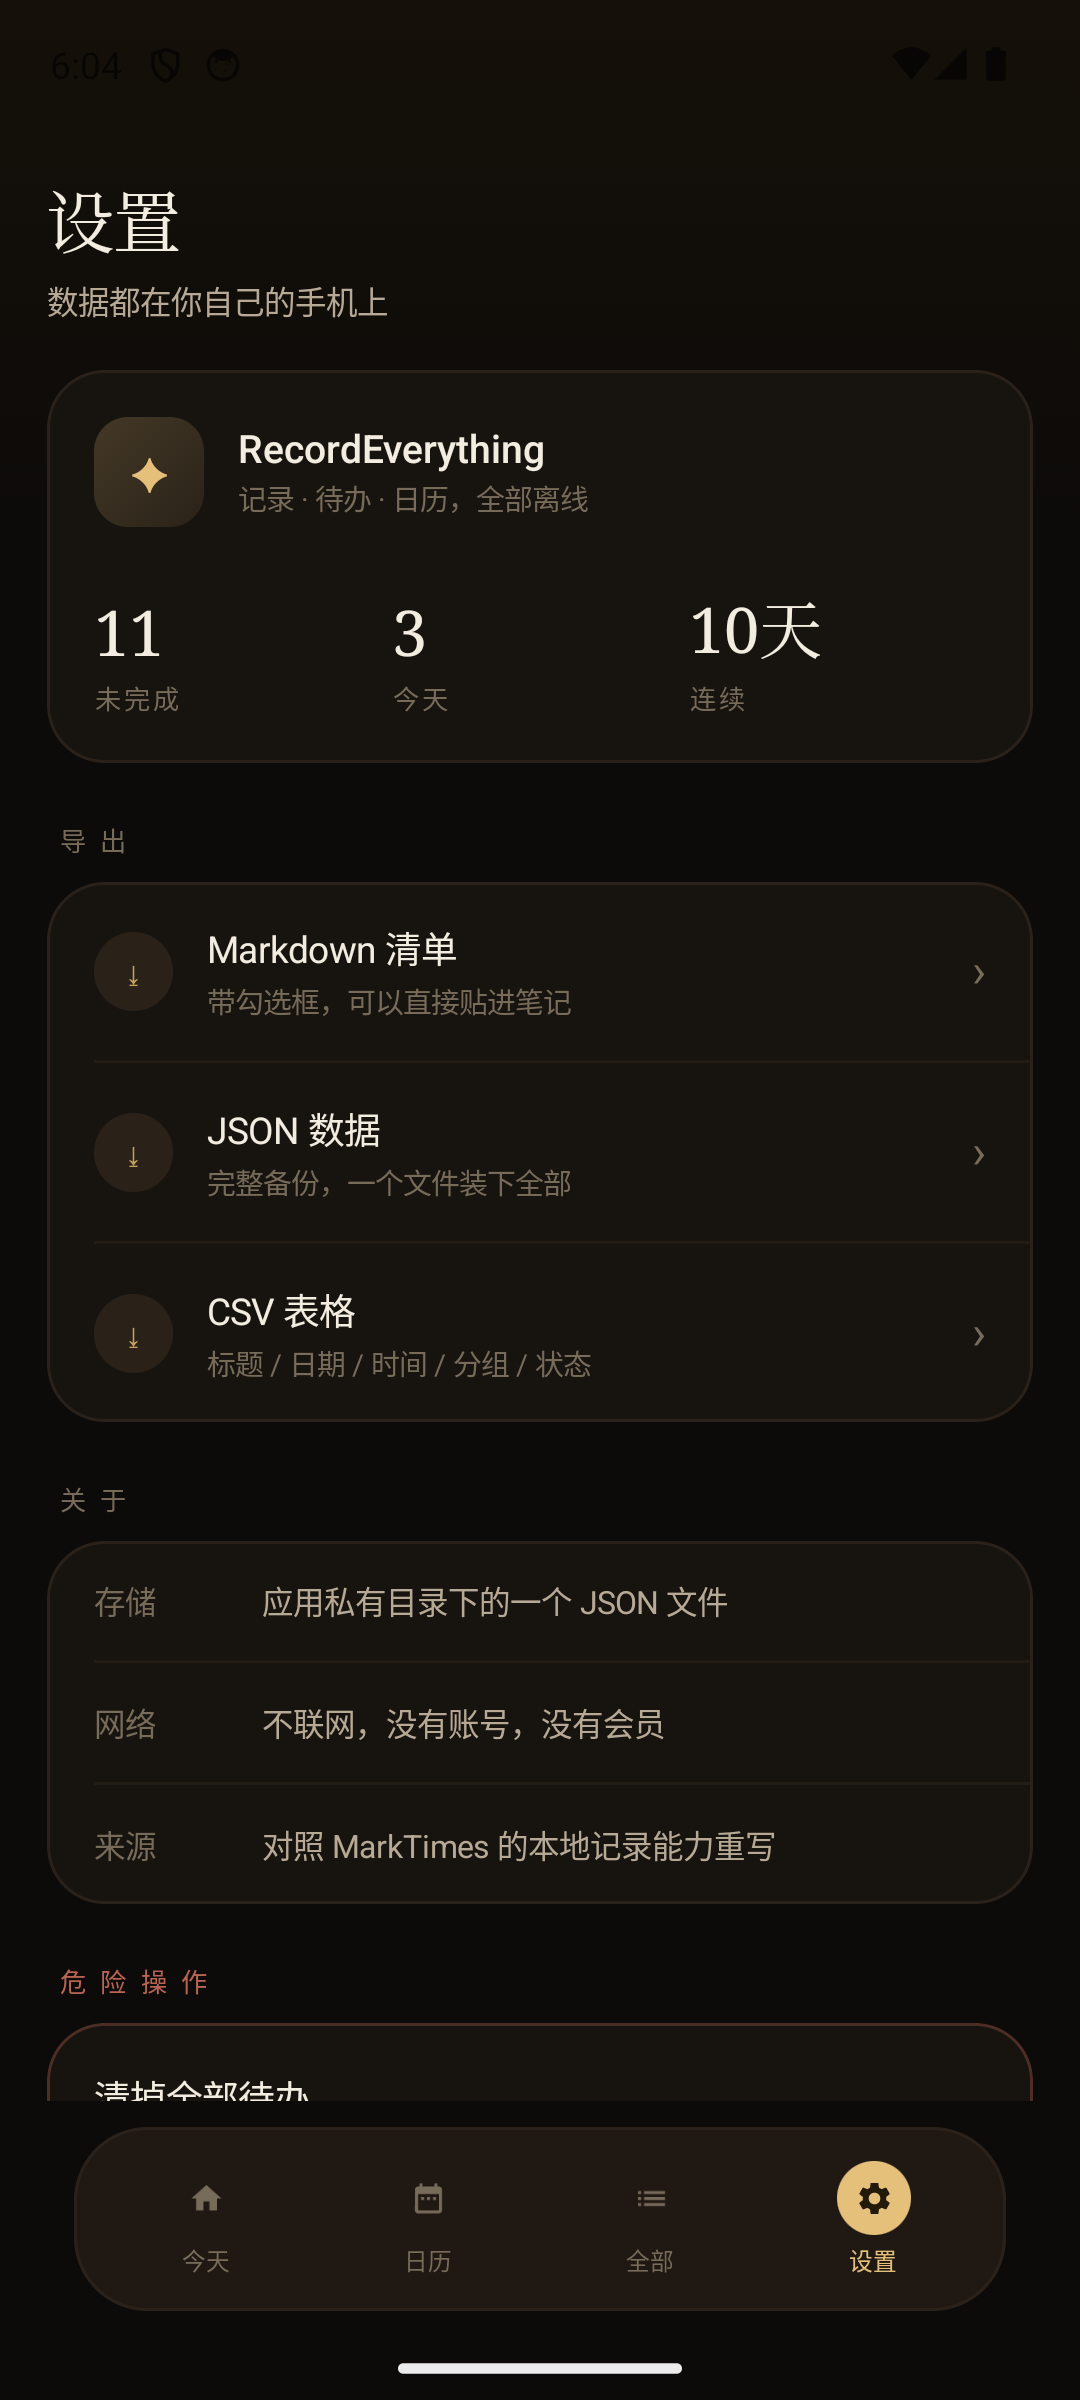 6:04
设置
数据都在你自己的手机上
RecordEverything
记录 · 待办 · 日历，全部离线
11
未完成
3
今天
10天
连续
导出
Markdown 清单
带勾选框，可以直接贴进笔记
JSON 数据
完整备份，一个文件装下全部
CSV 表格
标题 / 日期 / 时间 / 分组 / 状态
关于
存储 应用私有目录下的一个 JSON 文件
网络 不联网，没有账号，没有会员
来源 对照 MarkTimes 的本地记录能力重写
危险操作
清掉全部待办
今天
日历
全部
设置